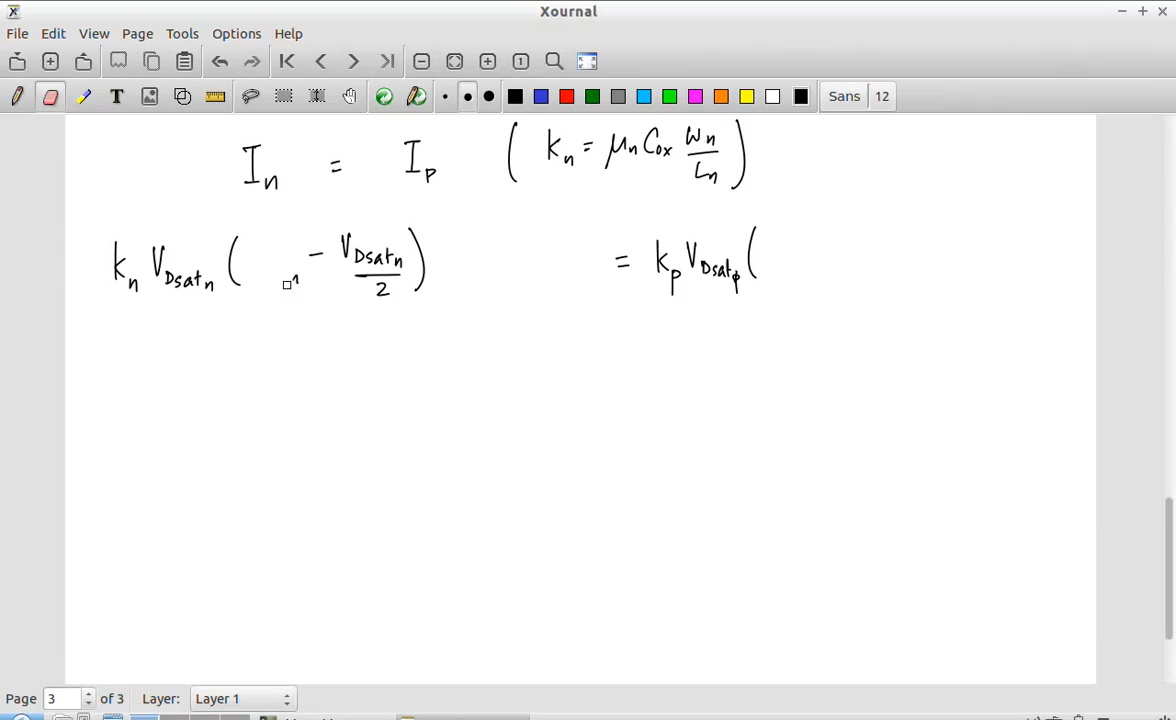 Xournal
File Edit View Page Tools Options Help
Sans 12
I_n = I_p ( k_n = μ_n C_ox W_n/L_n )
k_n V_Dsat_n ( n - V_Dsat_n/2 ) = k_p V_Dsat_p (
Page 3 of 3 Layer: Layer 1